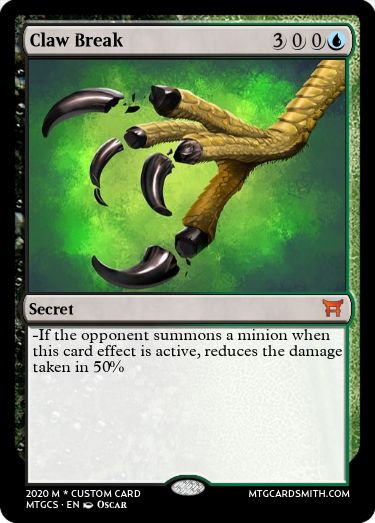 Claw Break 3 0 0
Secret
-If the opponent summons a minion when
this card effect is active, reduces the damage
taken in 50%
2020 M * CUSTOM CARD
MTGCS · EN OSCAR
MTGCARDSMITH.COM